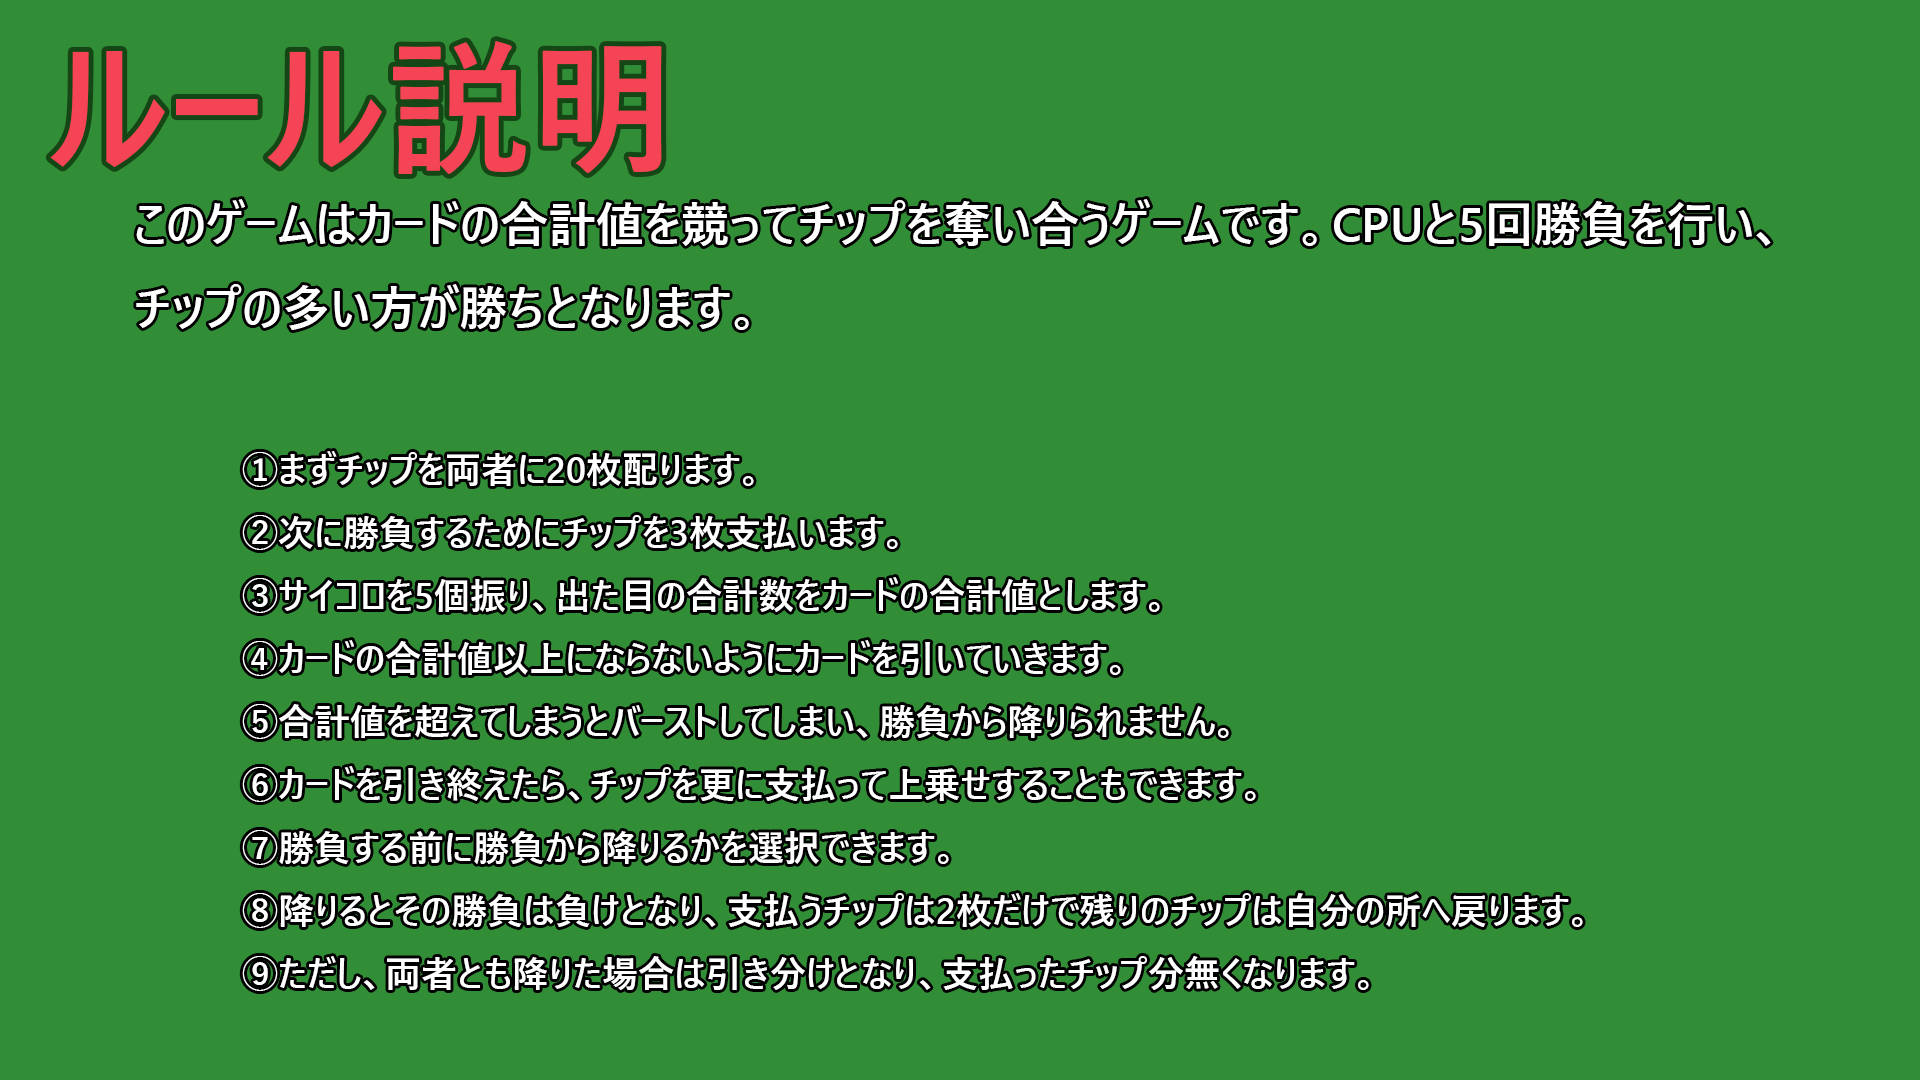 ルール説明
このゲームはカードの合計値を競ってチップを奪い合うゲームです。CPUと5回勝負を行い、
チップの多い方が勝ちとなります。
①まずチップを両者に20枚配ります。
②次に勝負するためにチップを3枚支払います。
③サイコロを5個振り、出た目の合計数をカードの合計値とします。
④カードの合計値以上にならないようにカードを引いていきます。
⑤合計値を超えてしまうとバーストしてしまい、勝負から降りられません。
⑥カードを引き終えたら、チップを更に支払って上乗せすることもできます。
⑦勝負する前に勝負から降りるかを選択できます。
⑧降りるとその勝負は負けとなり、支払うチップは2枚だけで残りのチップは自分の所へ戻ります。
⑨ただし、両者とも降りた場合は引き分けとなり、支払ったチップ分無くなります。